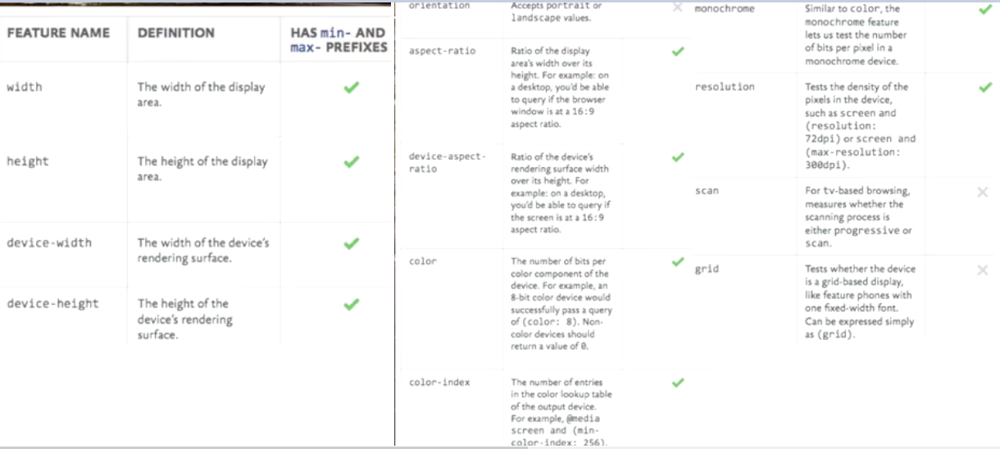 FEATURE NAME
DEFINITION
HAS min- AND
max- PREFIXES
width
The width of the display
area.
height
The height of the display
area.
device-width
The width of the device's
rendering surface.
device-height
The height of the
device's rendering
surface.
orientation
Accepts portrait or
landscape values.
aspect-ratio
Ratio of the display
area's width over its
height. For example: on
a desktop, you'd be able
to query if the browser
window is at a 16:9
aspect ratio.
device-aspect-
ratio
Ratio of the device's
rendering surface width
over its height. For
example: on a desktop,
you'd be able to query if
the screen is at a 16:9
aspect ratio.
color
The number of bits per
color component of the
device. For example, an
8-bit color device would
successfully pass a query
of (color: 8). Non-
color devices should
return a value of 0.
color-index
The number of entries
in the color lookup table
of the output device.
For example, @media
screen and (min-
color-index: 256).
monochrome
Similar to color, the
monochrome feature
lets us test the number
of bits per pixel in a
monochrome device.
resolution
Tests the density of the
pixels in the device,
such as screen and
(resolution:
72dpi) or screen and
(max-resolution:
300dpi).
scan
For tv-based browsing,
measures whether the
scanning process is
either progressive or
scan.
grid
Tests whether the device
is a grid-based display,
like feature phones with
one fixed-width font.
Can be expressed simply
as (grid).